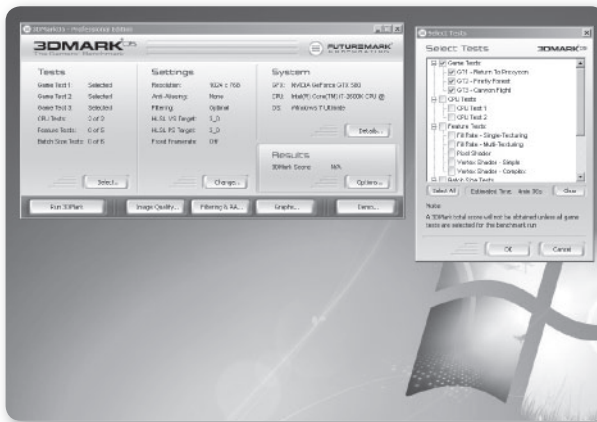 3DMark05 - Professional Edition
3DMARK05
The Gamers' Benchmark
FUTUREMARK
CORPORATION
Tests
Game Test 1: Selected
Game Test 2: Selected
Game Test 3: Selected
CPU Tests: 0 of 2
Feature Tests: 0 of 5
Batch Size Tests: 0 of 6
Select...
Settings
Resolution: 1024 x 768
Anti-Aliasing: None
Filtering: Optimal
HLSL VS Target: 3_0
HLSL PS Target: 3_0
Fixed Framerate: Off
Change...
System
GFX: NVIDIA GeForce GTX 580
CPU: Intel(R) Core(TM) i7-2600K CPU @
OS: Windows 7 Ultimate
Details...
Results
3DMark Score: N/A
Options...
Run 3DMark
Image Quality...
Filtering & AA...
Graphs...
Demo...
Select Tests
Select Tests
3DMARK05
Game Tests
GT1 - Return To Proxycon
GT2 - Firefly Forest
GT3 - Canyon Flight
CPU Tests
CPU Test 1
CPU Test 2
Feature Tests
Fill Rate - Single-Texturing
Fill Rate - Multi-Texturing
Pixel Shader
Vertex Shader - Simple
Vertex Shader - Complex
Batch Size Tests
Select All
Estimated Time: 4min 30s
Clear
Note:
A 3DMark total score will not be obtained unless all game
tests are selected for the benchmark run
OK
Cancel